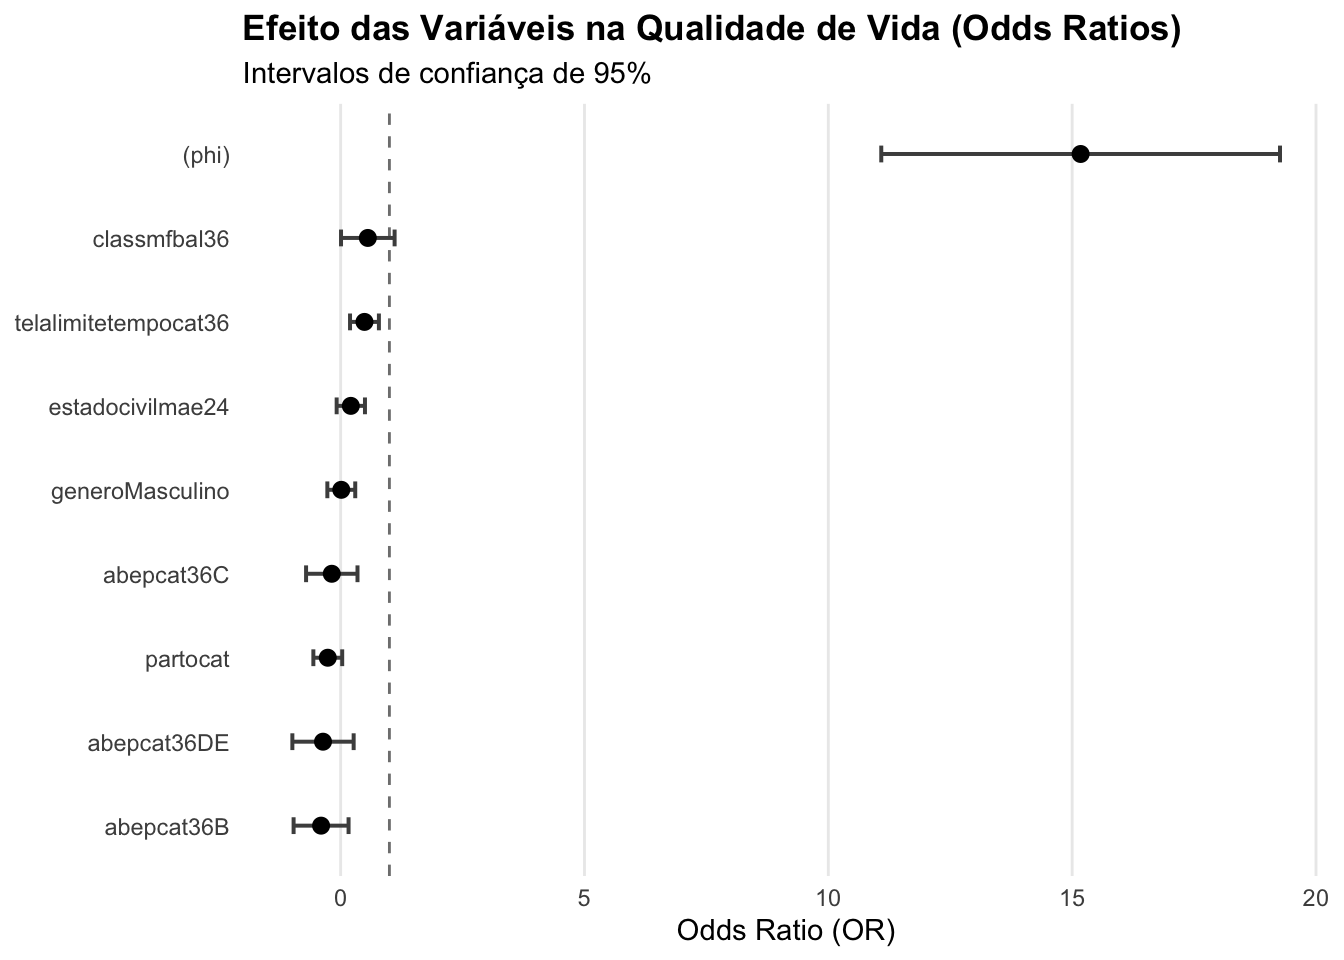 Efeito das Variáveis na Qualidade de Vida (Odds Ratios)
Intervalos de confiança de 95%
(phi)
classmfbal36
telalimitetempocat36
estadocivilmae24
generoMasculino
abepcat36C
partocat
abepcat36DE
abepcat36B
0 5 10 15 20
Odds Ratio (OR)